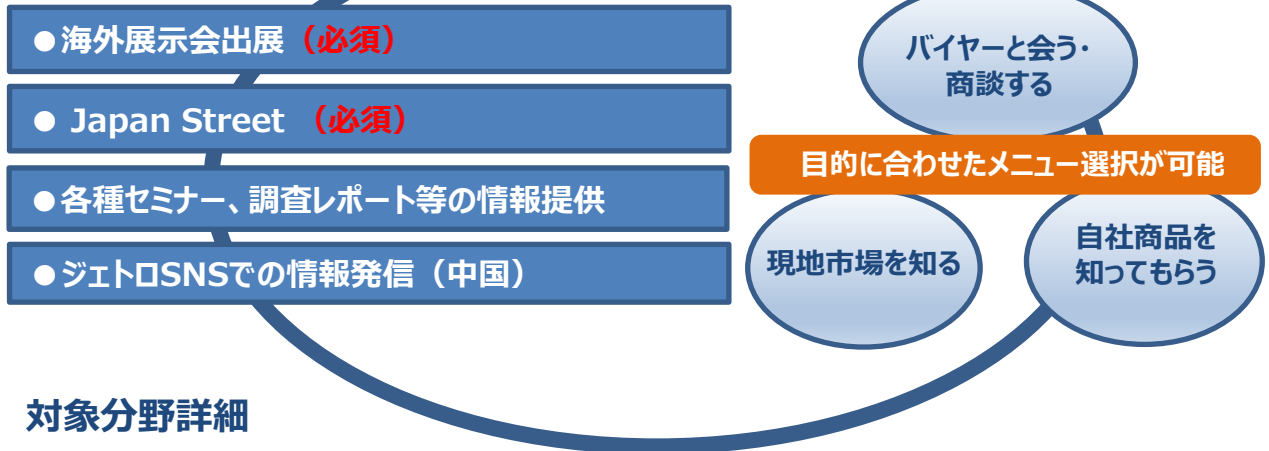 ●海外展示会出展（必須）
● Japan Street （必須）
●各種セミナー、調査レポート等の情報提供
●ジェトロSNSでの情報発信（中国）
バイヤーと会う・
商談する
目的に合わせたメニュー選択が可能
現地市場を知る
自社商品を
知ってもらう
対象分野詳細